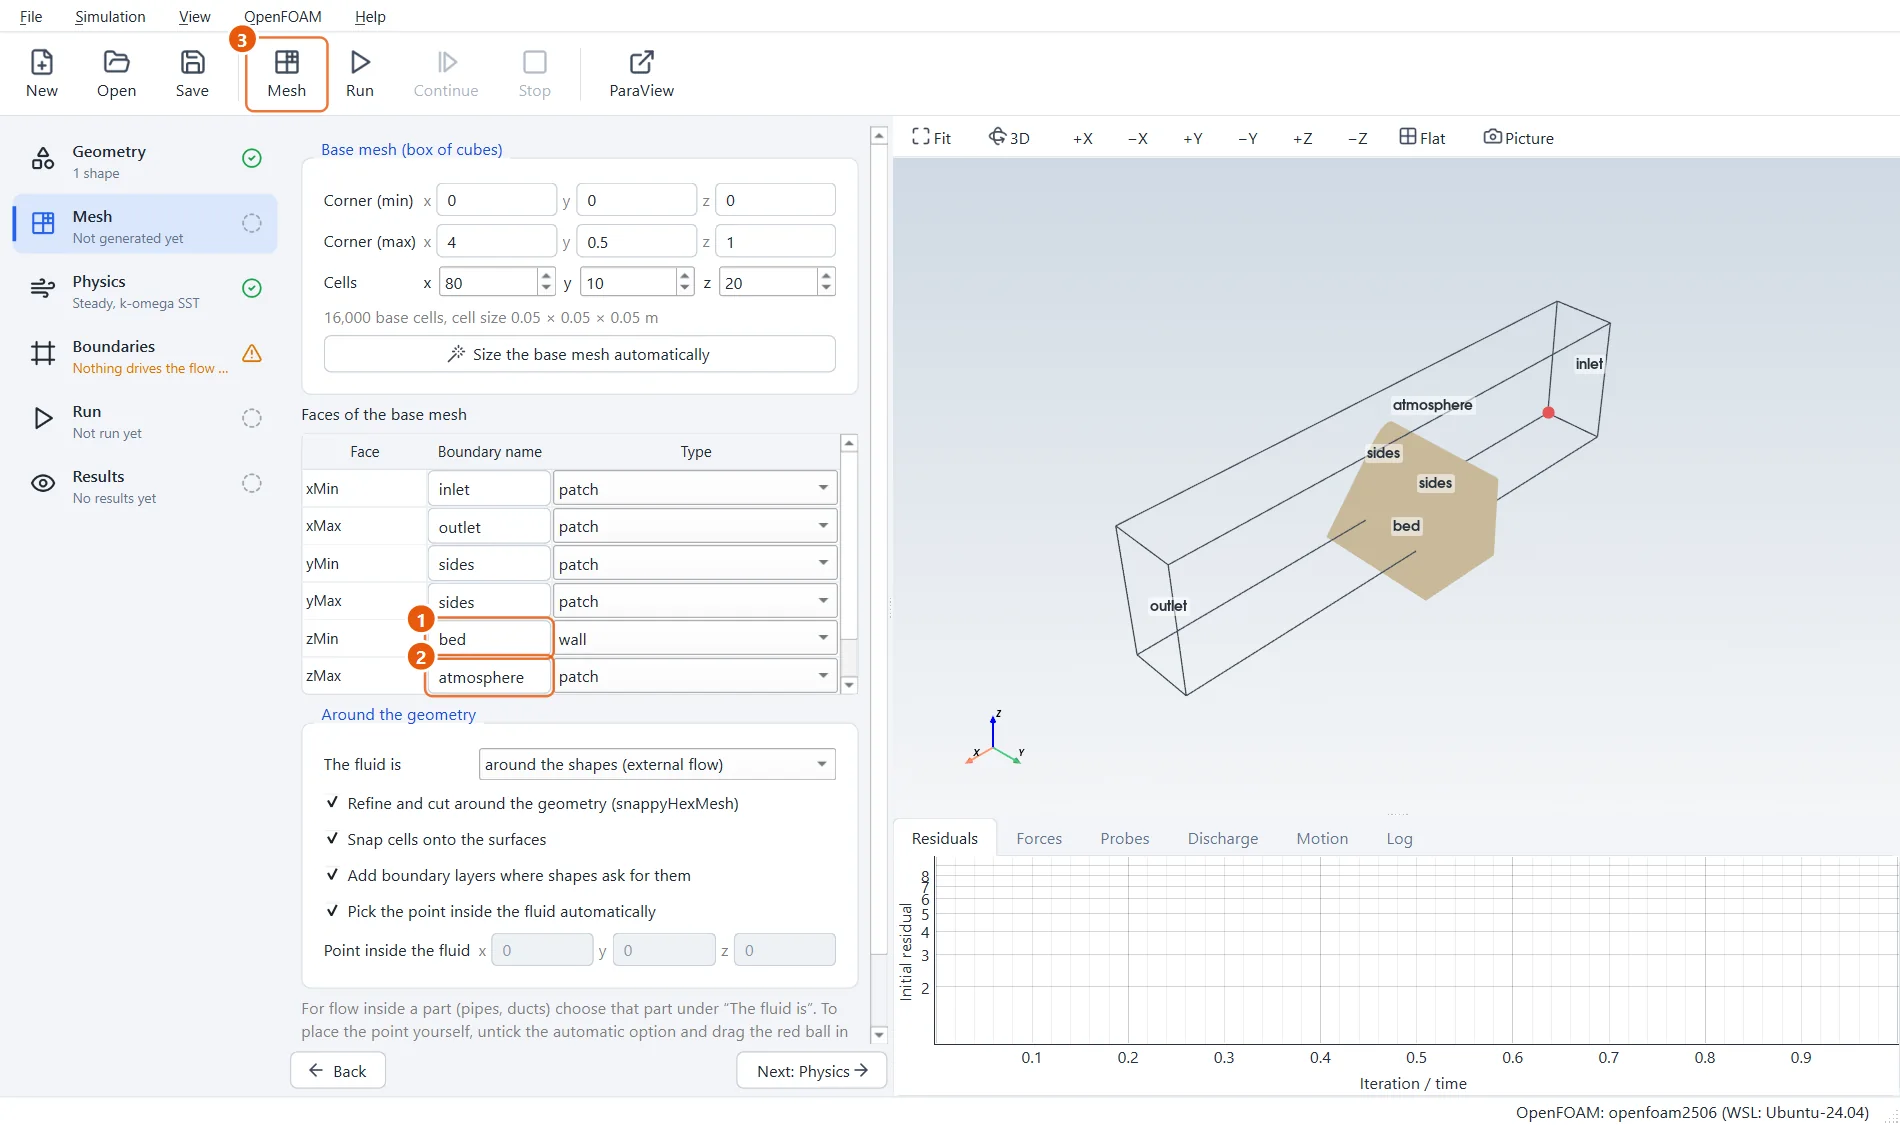 File Simulation View OpenFOAM Help
3
New Open Save Mesh Run Continue Stop ParaView
Geometry
1 shape
Mesh
Not generated yet
Physics
Steady, k-omega SST
Boundaries
Nothing drives the flow ...
Run
Not run yet
Results
No results yet
Base mesh (box of cubes)
Corner (min) x 0 y 0 z 0
Corner (max) x 4 y 0.5 z 1
Cells x 80 y 10 z 20
16,000 base cells, cell size 0.05 × 0.05 × 0.05 m
Size the base mesh automatically
Faces of the base mesh
Face Boundary name Type
xMin inlet patch
xMax outlet patch
yMin sides patch
yMax sides patch
1
zMin bed wall
2
zMax atmosphere patch
Around the geometry
The fluid is around the shapes (external flow)
Refine and cut around the geometry (snappyHexMesh)
Snap cells onto the surfaces
Add boundary layers where shapes ask for them
Pick the point inside the fluid automatically
Point inside the fluid x 0 y 0 z 0
For flow inside a part (pipes, ducts) choose that part under “The fluid is”. To
place the point yourself, untick the automatic option and drag the red ball in
Back Next: Physics
Fit 3D +X −X +Y −Y +Z −Z Flat Picture
inlet
atmosphere
sides
sides
bed
outlet
Z
X Y
Residuals Forces Probes Discharge Motion Log
8
7
6
5
4
3
2
Initial residual
0.1 0.2 0.3 0.4 0.5 0.6 0.7 0.8 0.9
Iteration / time
OpenFOAM: openfoam2506 (WSL: Ubuntu-24.04)